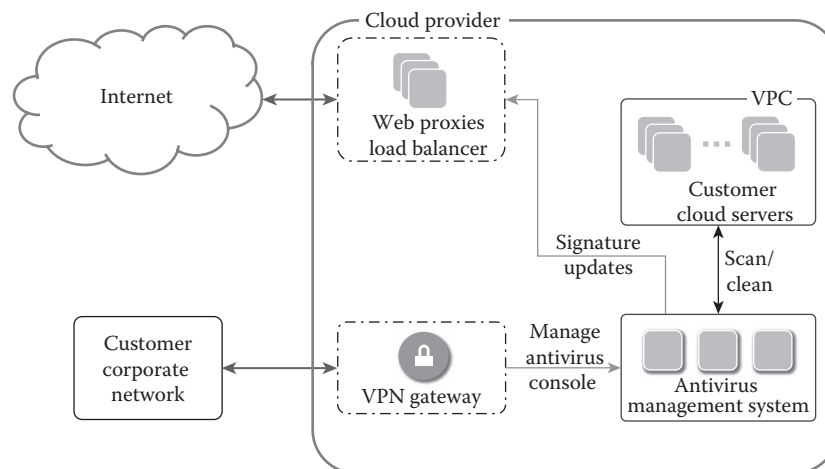 Cloud provider
Internet
Web proxies
load balancer
VPC
Customer
cloud servers
Signature
updates
Scan/
clean
Customer
corporate
network
VPN gateway
Manage
antivirus
console
Antivirus
management system